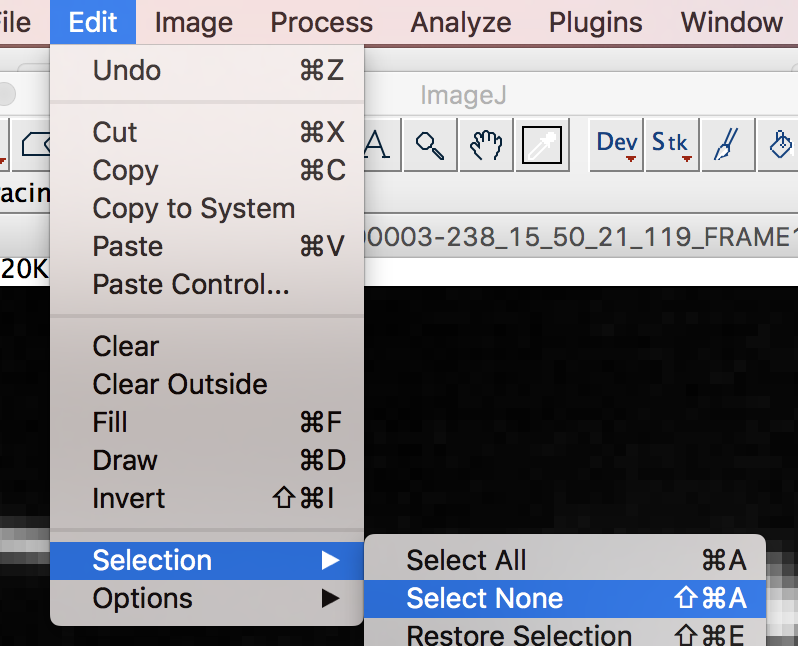 ile Edit Image Process Analyze Plugins Window
Undo ⌘Z
ImageJ
Cut ⌘X
A Dev Stk
Copy ⌘C
acin
Copy to System
Paste ⌘V
00003-238_15_50_21_119_FRAME1
20K
Paste Control...
Clear
Clear Outside
Fill ⌘F
Draw ⌘D
Invert ⇧⌘I
Selection ▶
Select All ⌘A
Options ▶
Select None ⇧⌘A
Restore Selection ⇧⌘E